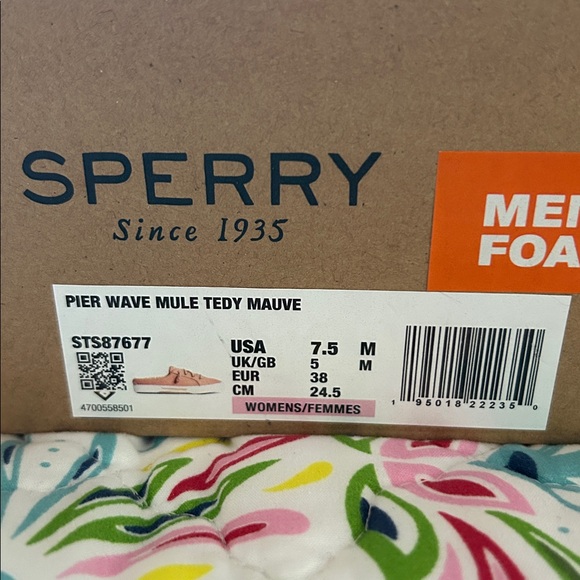 SPERRY
Since 1935
FOA
PIER WAVE MULE TEDY MAUVE
STS87677
4700558501
USA 7.5 M
UK/GB 5 M
EUR 38
CM 24.5
WOMENS/FEMMES
1 95018 22235 0